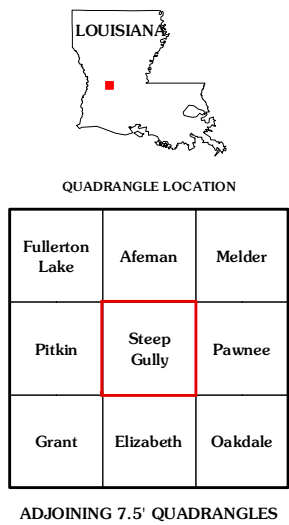 LOUISIANA
QUADRANGLE LOCATION
Fullerton
Lake
Afeman
Melder
Pitkin
Steep
Gully
Pawnee
Grant
Elizabeth
Oakdale
ADJOINING 7.5' QUADRANGLES